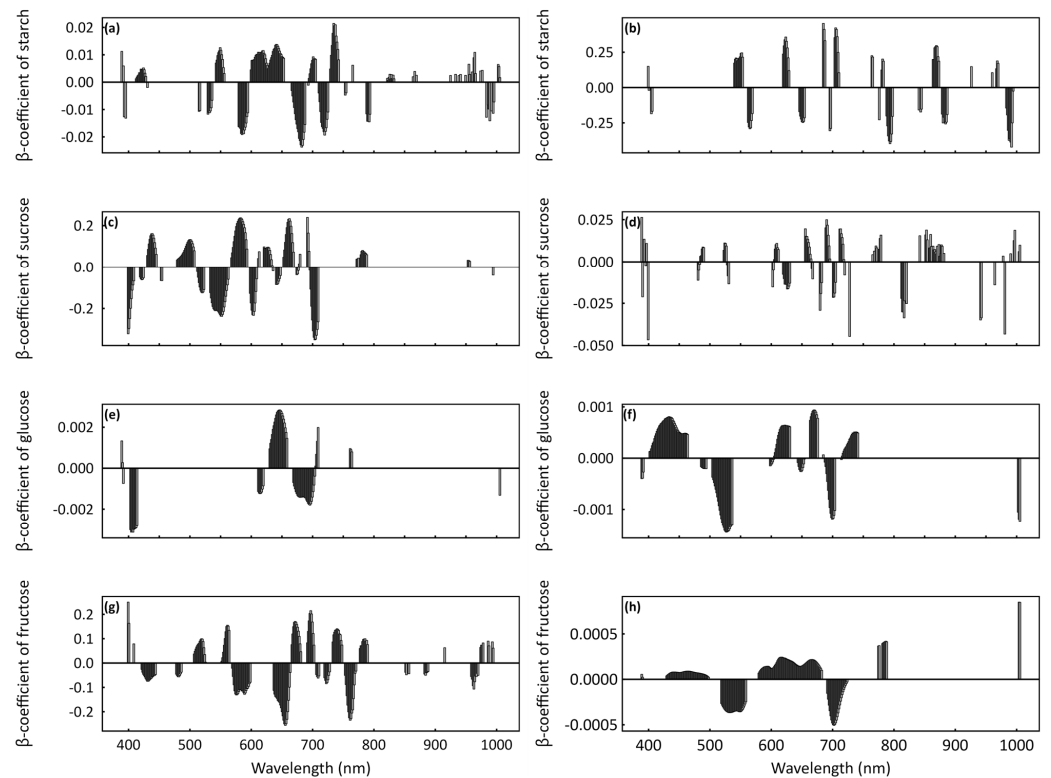 (a)
β-coefficient of starch
0.02
0.01
0.00
-0.01
-0.02
(b)
β-coefficient of starch
0.25
0.00
-0.25
(c)
β-coefficient of sucrose
0.2
0.0
-0.2
(d)
β-coefficient of sucrose
0.025
0.000
-0.025
-0.050
(e)
β-coefficient of glucose
0.002
0.000
-0.002
(f)
β-coefficient of glucose
0.001
0.000
-0.001
(g)
β-coefficient of fructose
0.2
0.1
0.0
-0.1
-0.2
400 500 600 700 800 900 1000
Wavelength (nm)
(h)
β-coefficient of fructose
0.0005
0.0000
-0.0005
400 500 600 700 800 900 1000
Wavelength (nm)